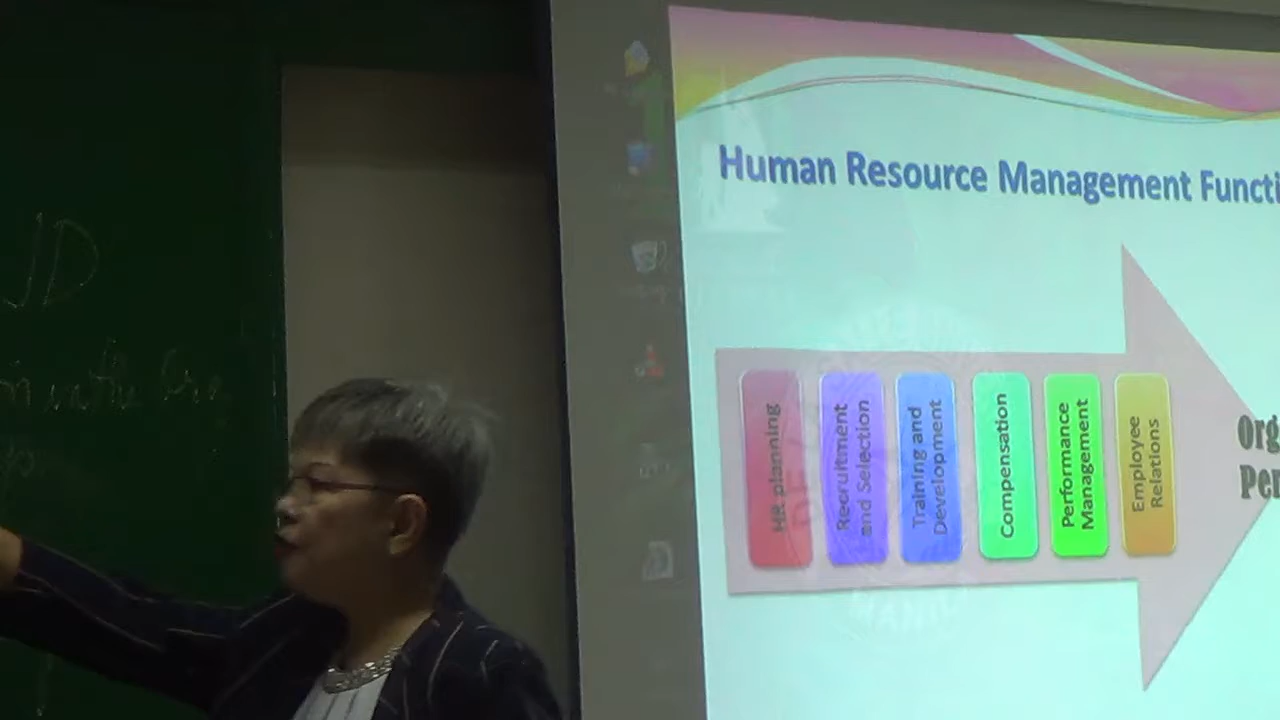 JD
Human Resource Management Functi
HR planning
Recruitment
and Selection
Training and
Development
Compensation
Performance
Management
Employee
Relations
Org
Per